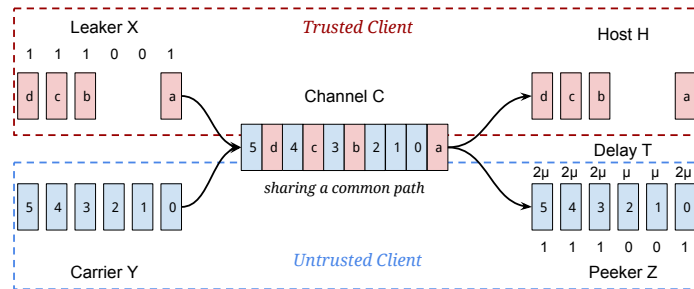 Leaker X
Trusted Client
Host H
1 1 1 0 0 1
d c b a
Channel C
d c b a
5 d 4 c 3 b 2 1 0 a
sharing a common path
Delay T
2μ 2μ 2μ μ μ 2μ
5 4 3 2 1 0
5 4 3 2 1 0
1 1 1 0 0 1
Carrier Y
Untrusted Client
Peeker Z